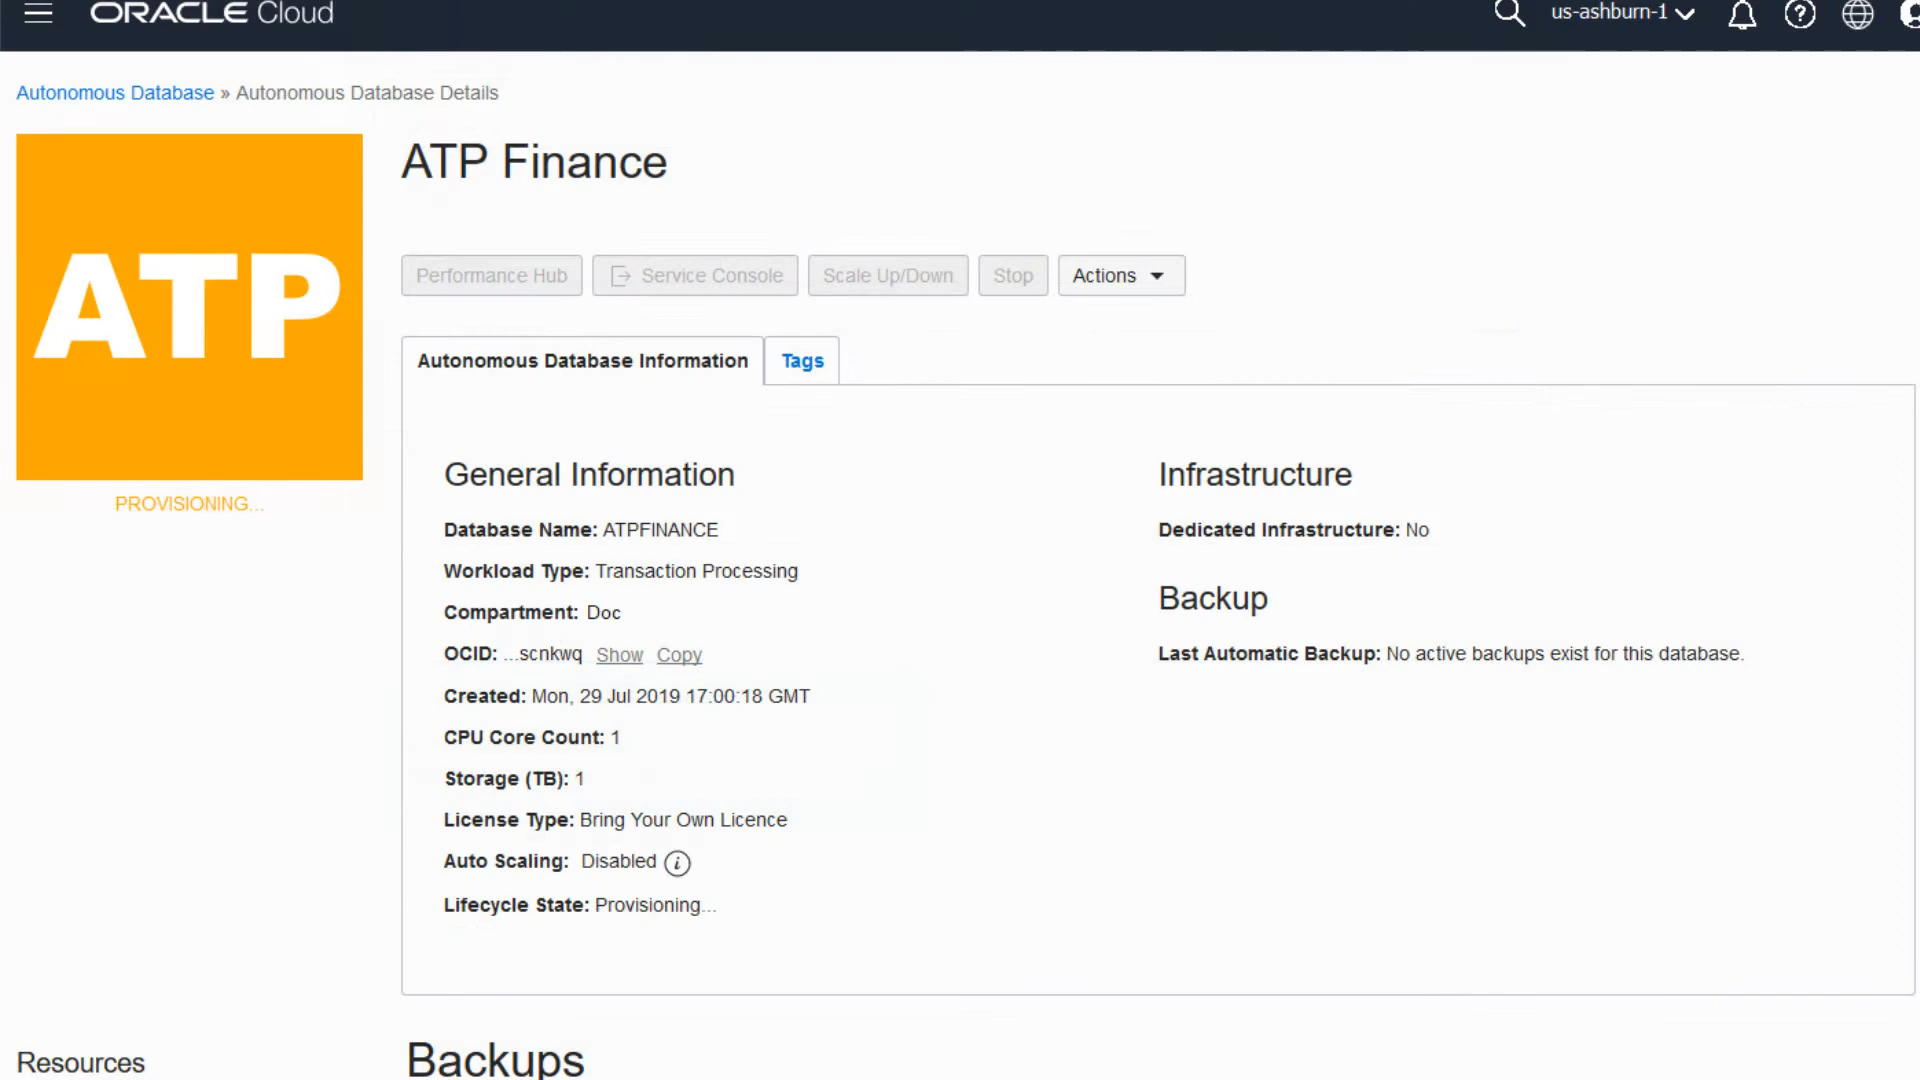 ORACLE Cloud
us-ashburn-1
Autonomous Database » Autonomous Database Details
ATP
PROVISIONING...
ATP Finance
Performance Hub
Service Console
Scale Up/Down
Stop
Actions
Autonomous Database Information
Tags
General Information
Database Name: ATPFINANCE
Workload Type: Transaction Processing
Compartment: Doc
OCID: ...scnkwq Show Copy
Created: Mon, 29 Jul 2019 17:00:18 GMT
CPU Core Count: 1
Storage (TB): 1
License Type: Bring Your Own Licence
Auto Scaling: Disabled
Lifecycle State: Provisioning...
Infrastructure
Dedicated Infrastructure: No
Backup
Last Automatic Backup: No active backups exist for this database.
Resources
Backups